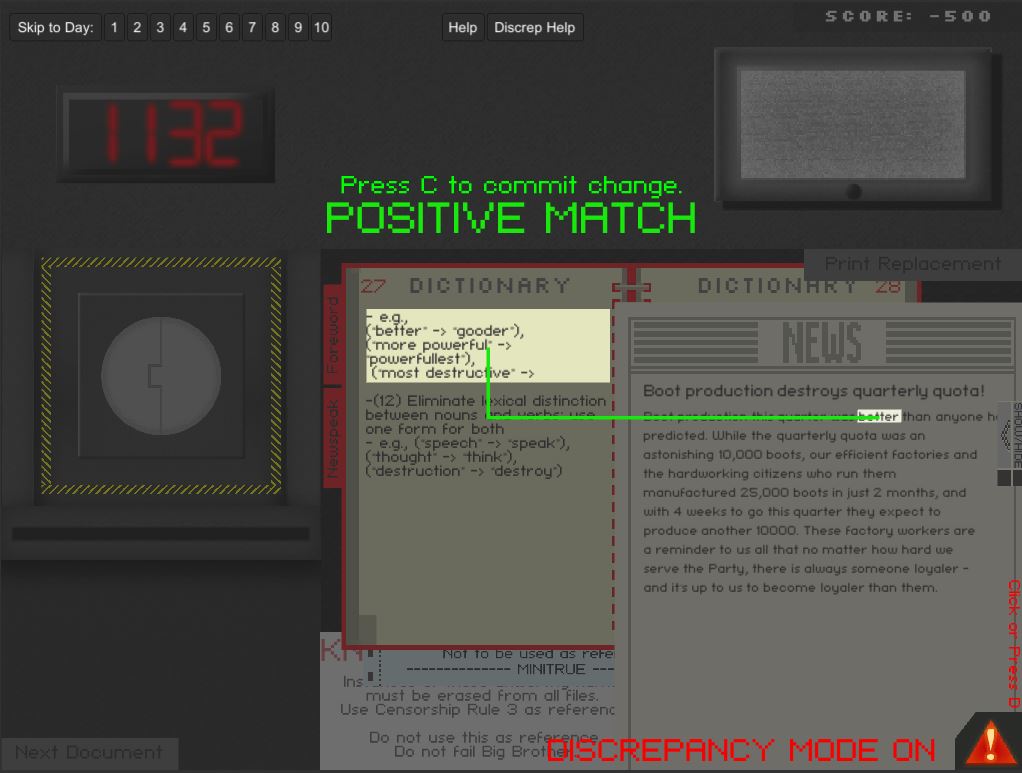 Skip to Day: 1 2 3 4 5 6 7 8 9 10
Help Discrep Help
SCORE: -500
1132
Press C to commit change.
POSITIVE MATCH
Print Replacement
27 DICTIONARY
- e.g.,
("better" -> "gooder"),
("more powerful" ->
"powerfullest"),
("most destructive" ->
-(12) Eliminate lexical distinction
between nouns and verbs: use
one form for both
- e.g., ("speech" -> "speak"),
("thought" -> "think"),
("destruction" -> "destroy")
DICTIONARY 28
Foreword
Newspeak
NEWS
Boot production destroys quarterly quota!
Boot production this quarter was better than anyone
predicted. While the quarterly quota was an
astonishing 10,000 boots, our efficient factories and
the hardworking citizens who run them
manufactured 25,000 boots in just 2 months, and
with 4 weeks to go this quarter they expect to
produce another 10000. These factory workers are
a reminder to us all that no matter how hard we
serve the Party, there is always someone loyaler -
and it's up to us to become loyaler than them.
SHOW/HIDE
Not to be used as
------------- MINITRUE ---
must be erased from all files.
Use Censorship Rule 3 as
Do not use this as reference.
Do not fail Big Brother
Next Document
DISCREPANCY MODE ON
Click or Press D